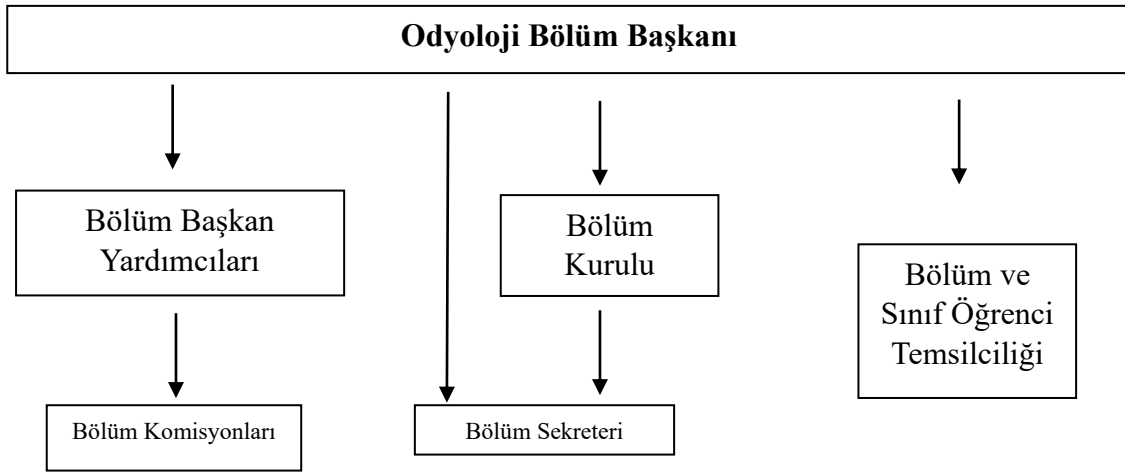 Odyoloji Bölüm Başkanı
Bölüm Başkan
Yardımcıları
Bölüm
Kurulu
Bölüm ve
Sınıf Öğrenci
Temsilciliği
Bölüm Komisyonları
Bölüm Sekreteri